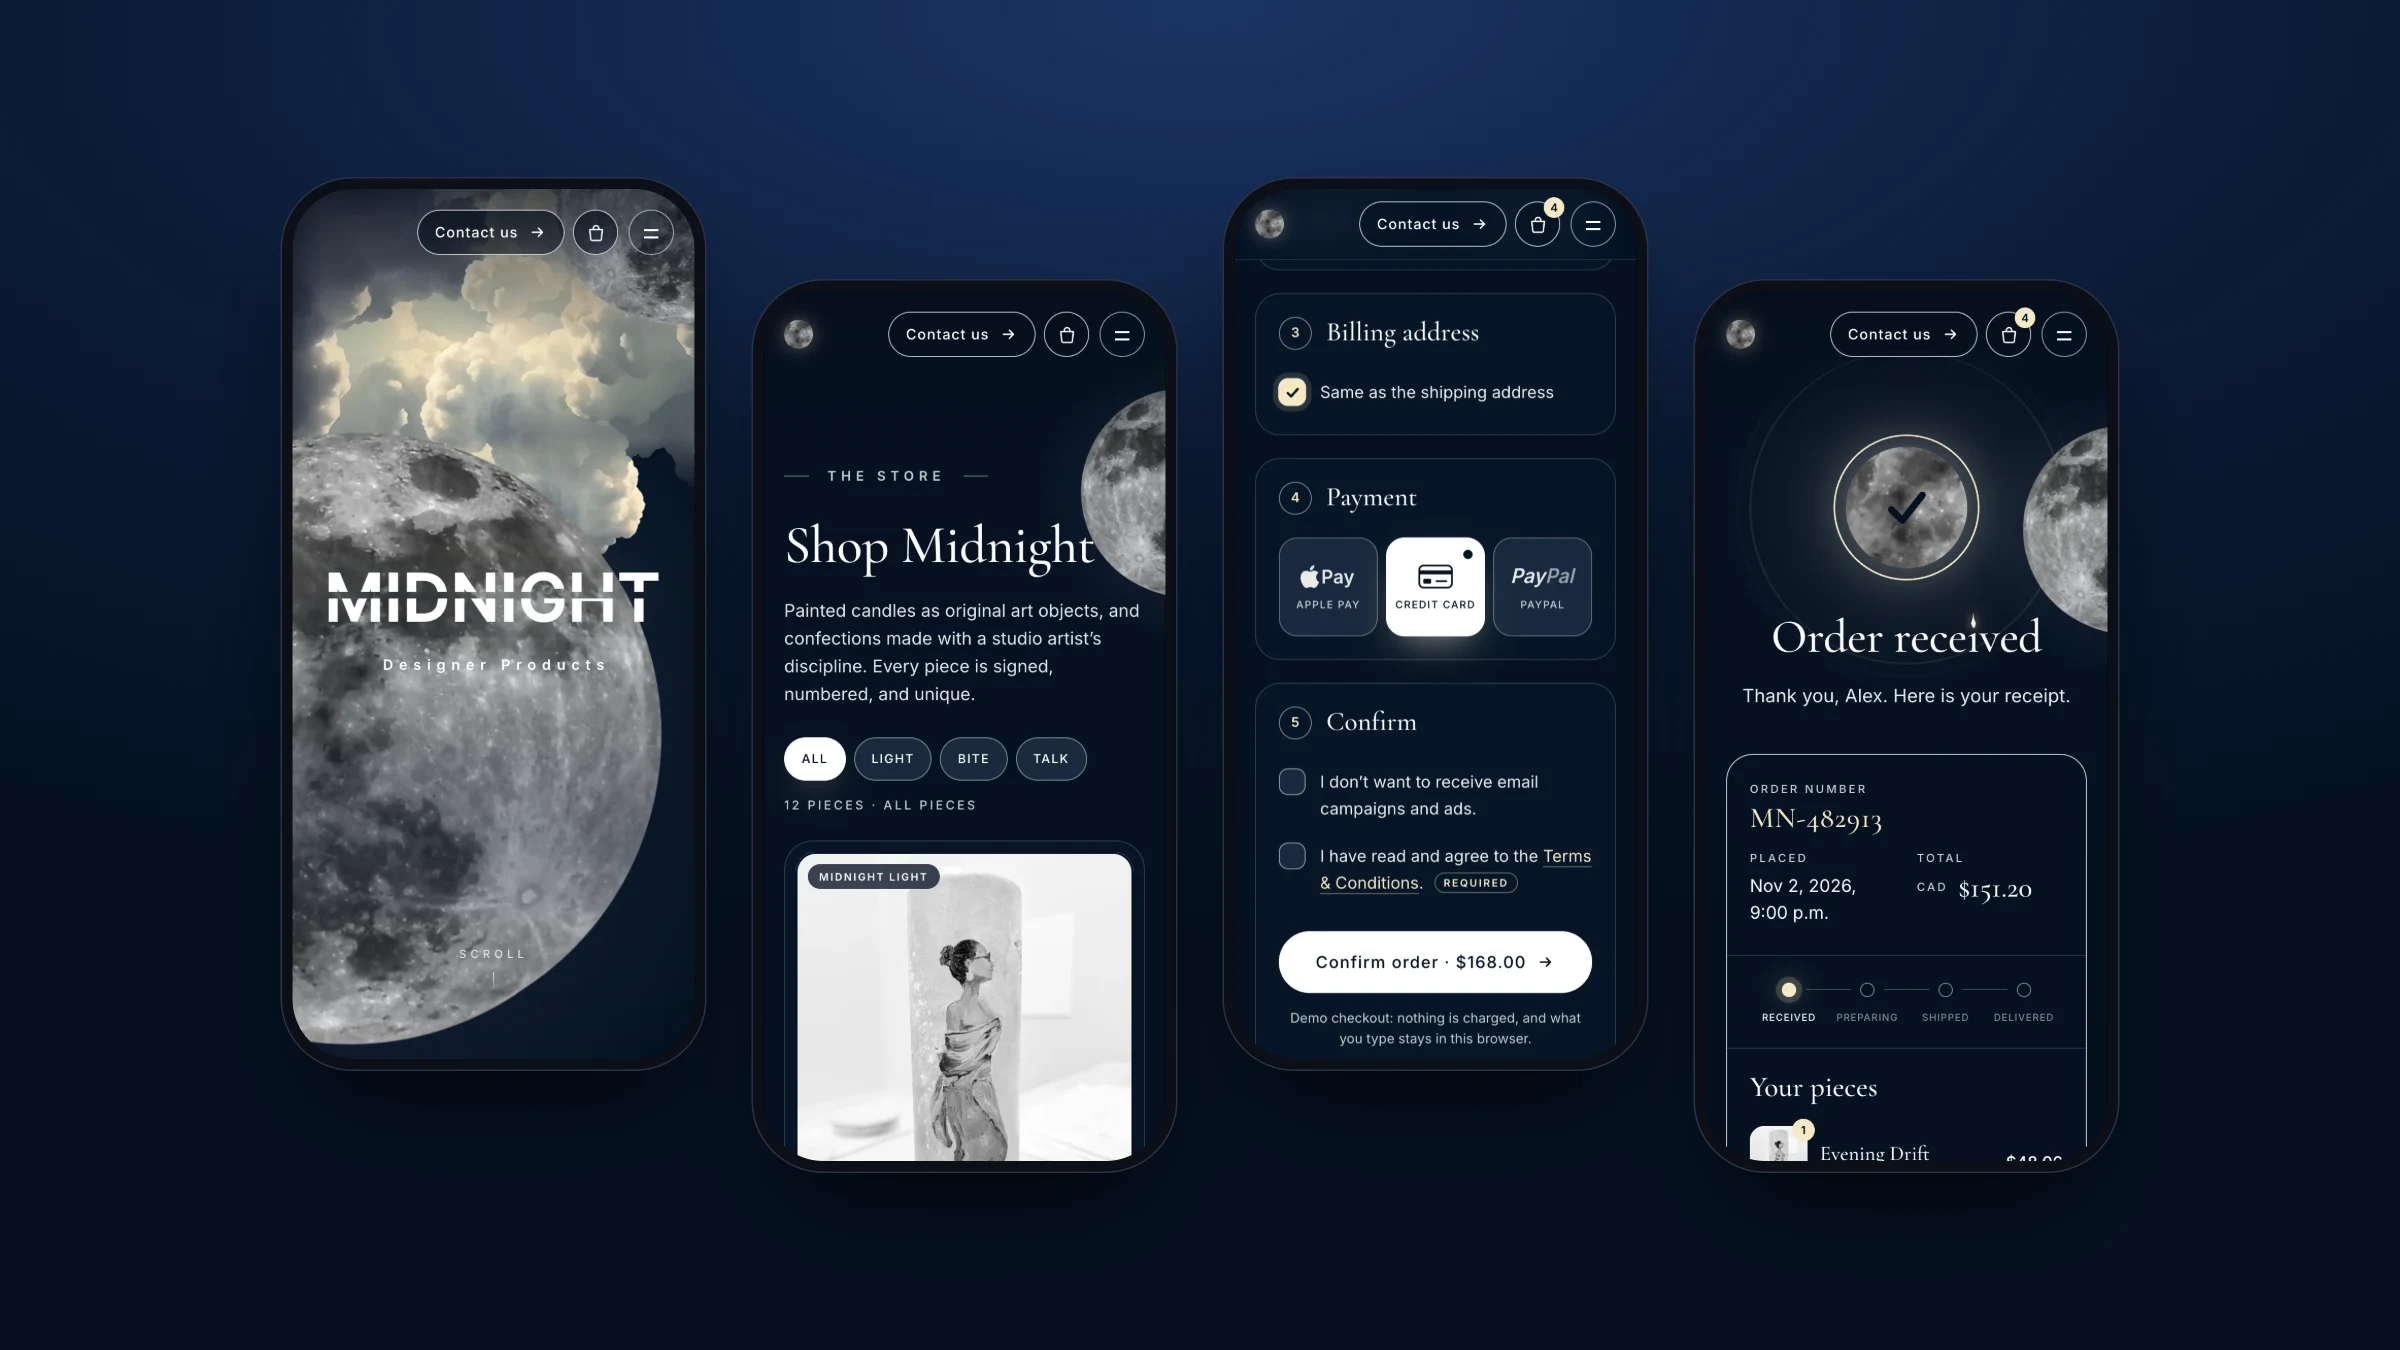 Contact us
MIDNIGHT
Designer Products
SCROLL
Contact us
THE STORE
Shop Midnight
Painted candles as original art objects, and
confections made with a studio artist’s
discipline. Every piece is signed,
numbered, and unique.
ALL LIGHT BITE TALK
12 PIECES · ALL PIECES
MIDNIGHT LIGHT
Contact us
4
3 Billing address
Same as the shipping address
4 Payment
Pay PayPal
APPLE PAY CREDIT CARD PAYPAL
5 Confirm
I don’t want to receive email
campaigns and ads.
I have read and agree to the Terms
& Conditions. REQUIRED
Confirm order · $168.00
Demo checkout: nothing is charged, and what
you type stays in this browser.
Contact us
4
Order received
Thank you, Alex. Here is your receipt.
ORDER NUMBER
MN-482913
PLACED TOTAL
Nov 2, 2026, CAD $151.20
9:00 p.m.
RECEIVED PREPARING SHIPPED DELIVERED
Your pieces
1
Evening Drift